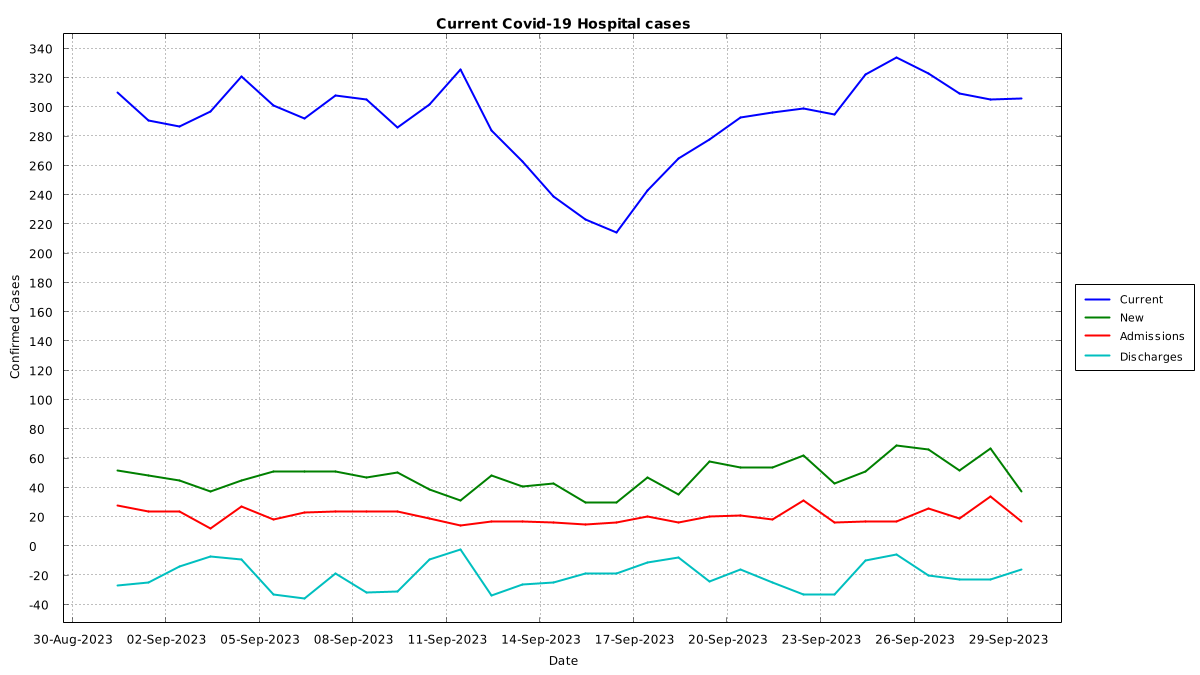 Current Covid-19 Hospital cases
340
320
300
280
260
240
220
200
180
160
140
120
100
80
60
40
20
0
-20
-40
Confirmed Cases
30-Aug-2023 02-Sep-2023 05-Sep-2023 08-Sep-2023 11-Sep-2023 14-Sep-2023 17-Sep-2023 20-Sep-2023 23-Sep-2023 26-Sep-2023 29-Sep-2023
Date
Current
New
Admissions
Discharges